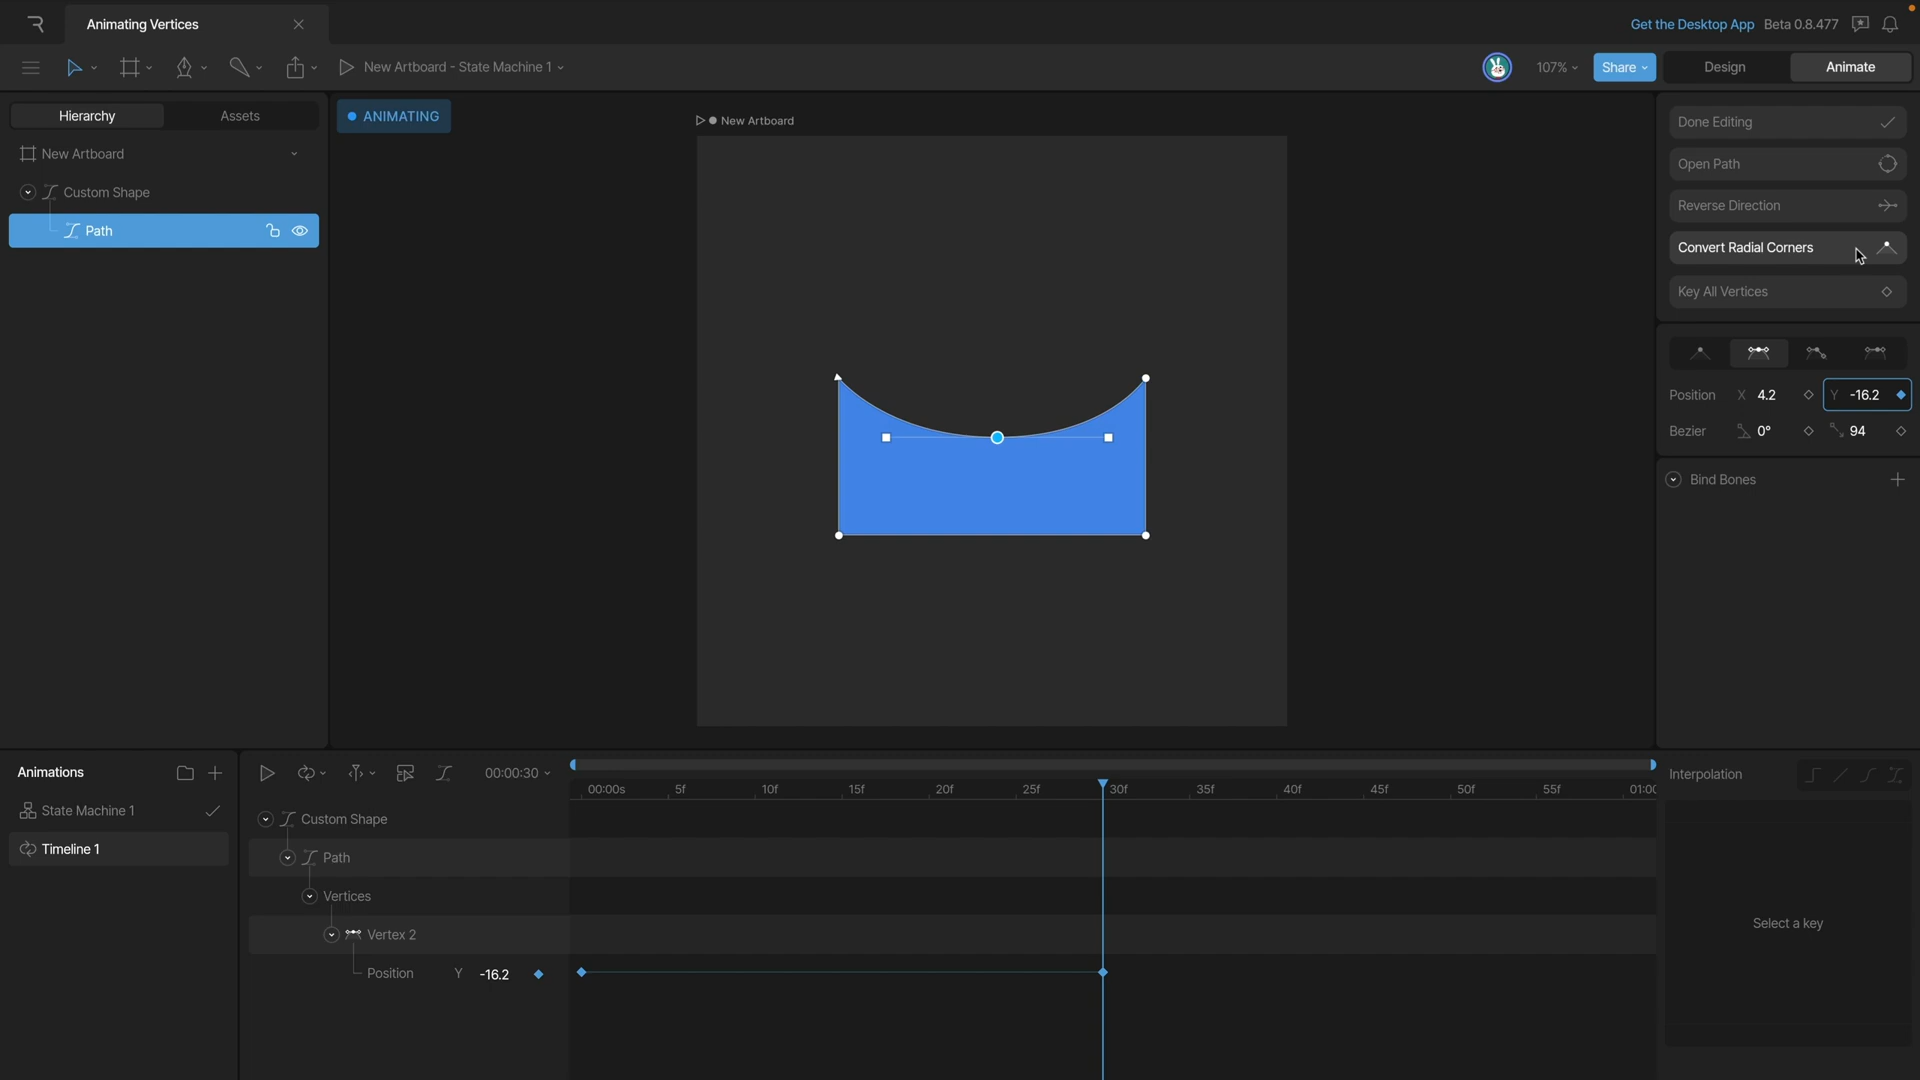 Animating Vertices
Get the Desktop App Beta 0.8.477
New Artboard - State Machine 1
107%
Share
Design
Animate
Hierarchy
Assets
ANIMATING
New Artboard
New Artboard
Custom Shape
Path
Done Editing
Open Path
Reverse Direction
Convert Radial Corners
Key All Vertices
Position X 4.2 Y -16.2
Bezier 0° 94
Bind Bones
Animations
State Machine 1
Timeline 1
00:00:30
00:00s 5f 10f 15f 20f 25f 30f 35f 40f 45f 50f 55f 01:00
Custom Shape
Path
Vertices
Vertex 2
Position Y -16.2
Interpolation
Select a key